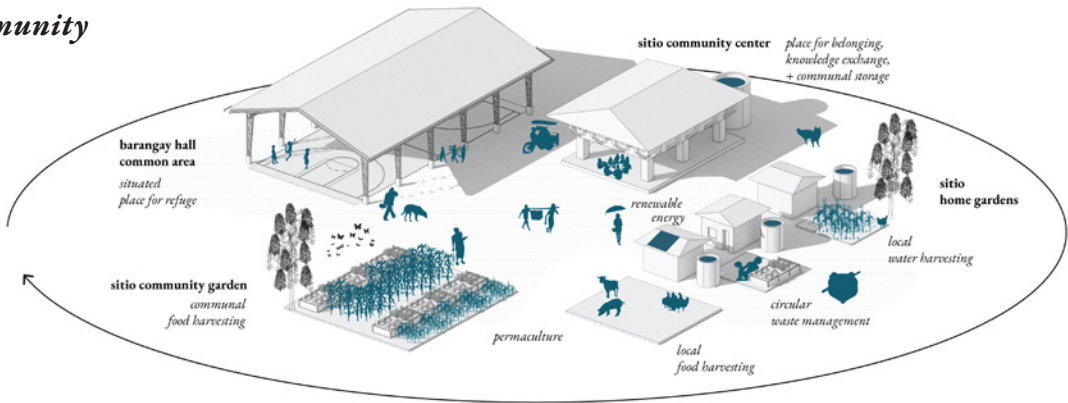 sitio community center
place for belonging,
knowledge exchange,
+ communal storage
barangay hall
common area
situated
place for refuge
renewable
energy
sitio
home gardens
local
water harvesting
sitio community garden
communal
food harvesting
circular
waste management
permaculture
local
food harvesting